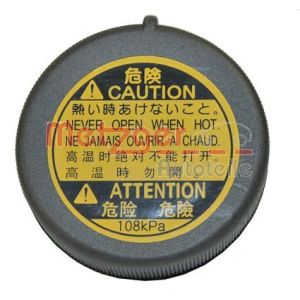 危険
CAUTION
熱い時あけないこと。
NEVER OPEN WHEN HOT.
NE JAMAIS OUVRIR À CHAUD.
高温时绝对不能打开
高温時勿開。
ATTENTION
危险 危險
108kPa